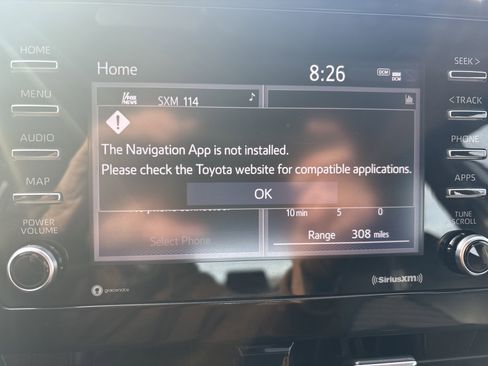 HOME
MENU
AUDIO
MAP
POWER
VOLUME
Home
8:26
DCM
SXM 114
The Navigation App is not installed.
Please check the Toyota website for compatible applications.
OK
Select Phone
10 min 5 0
Range 308 miles
SEEK >
< TRACK
PHONE
APPS
TUNE
SCROLL
gracenote
((SiriusXM))